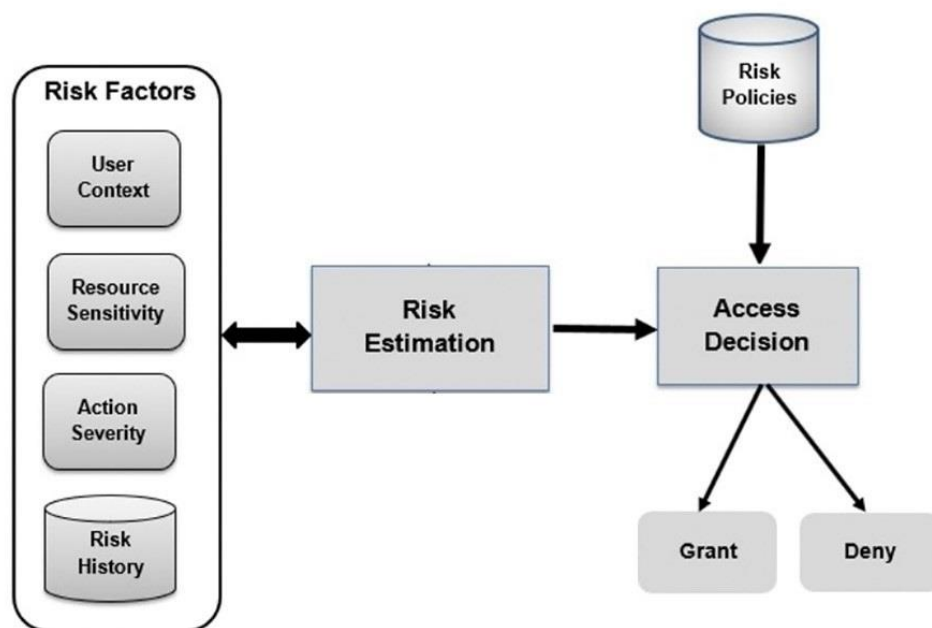 Risk Factors
User
Context
Resource
Sensitivity
Action
Severity
Risk
History
Risk
Estimation
Risk
Policies
Access
Decision
Grant
Deny